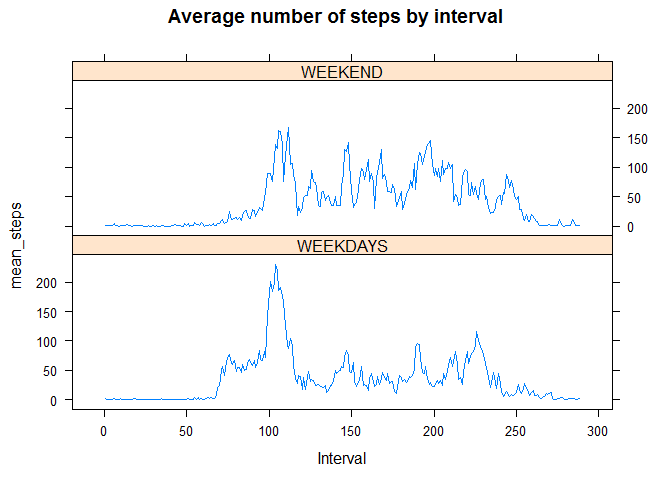 Average number of steps by interval
WEEKEND
200
150
100
50
0
WEEKDAYS
200
150
100
50
0
mean_steps
0 50 100 150 200 250 300
Interval